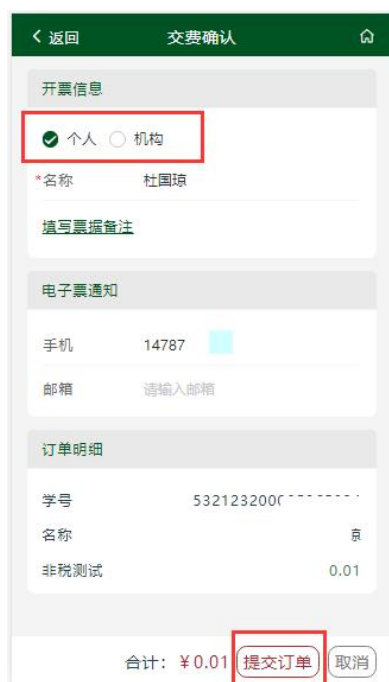 返回 交费确认
开票信息
个人 机构
*名称 杜国琼
填写票据备注
电子票通知
手机 14787
邮箱 请输入邮箱
订单明细
学号 532123200
名称
非税测试 0.01
合计：¥0.01 提交订单 取消